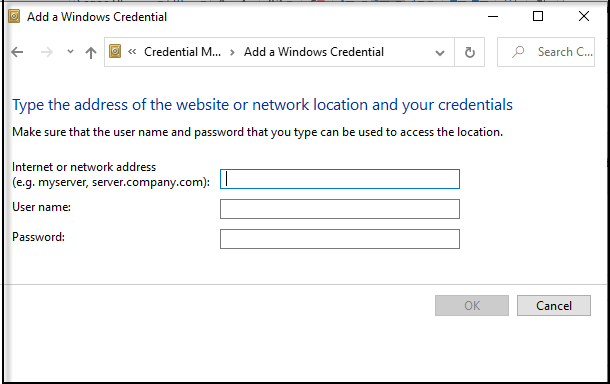 Add a Windows Credential
« Credential M... > Add a Windows Credential
Search C...
Type the address of the website or network location and your credentials
Make sure that the user name and password that you type can be used to access the location.
Internet or network address
(e.g. myserver, server.company.com):
User name:
Password:
OK
Cancel